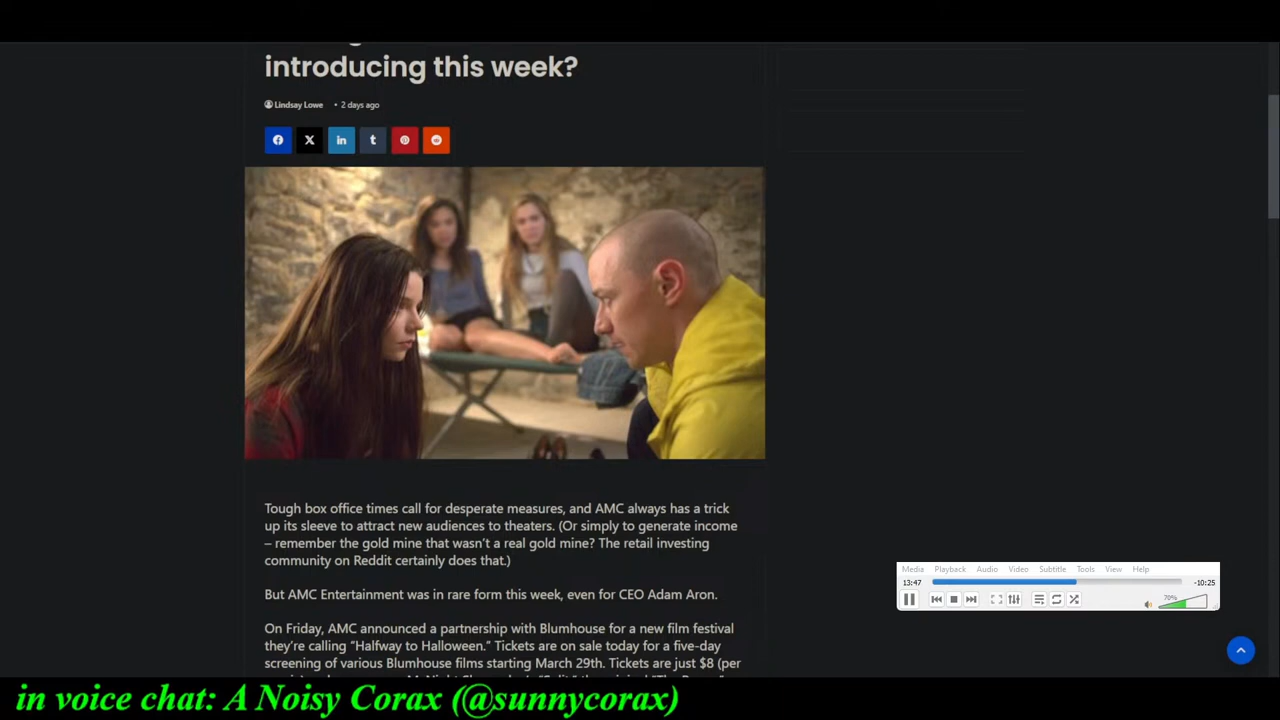 introducing this week?
Lindsay Lowe • 2 days ago
Tough box office times call for desperate measures, and AMC always has a trick
up its sleeve to attract new audiences to theaters. (Or simply to generate income
– remember the gold mine that wasn't a real gold mine? The retail investing
community on Reddit certainly does that.)
But AMC Entertainment was in rare form this week, even for CEO Adam Aron.
On Friday, AMC announced a partnership with Blumhouse for a new film festival
they're calling “Halfway to Halloween.” Tickets are on sale today for a five-day
screening of various Blumhouse films starting March 29th. Tickets are just $8 (per
Media Playback Audio Video Subtitle Tools View Help
13:47 -10:25
70%
in voice chat: A Noisy Corax (@sunnycorax)